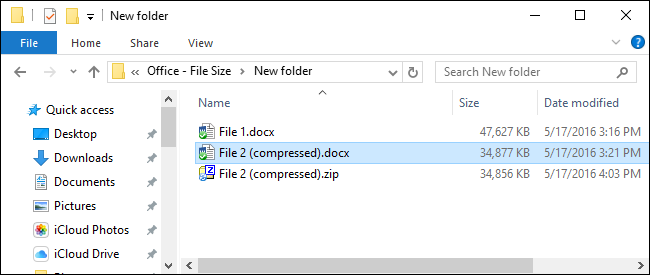 New folder
File Home Share View
« Office - File Size > New folder Search New folder
Quick access
Desktop
Downloads
Documents
Pictures
iCloud Photos
iCloud Drive
Name Size Date modified
File 1.docx 47,627 KB 5/17/2016 3:16 PM
File 2 (compressed).docx 34,877 KB 5/17/2016 3:21 PM
File 2 (compressed).zip 34,856 KB 5/17/2016 4:03 PM